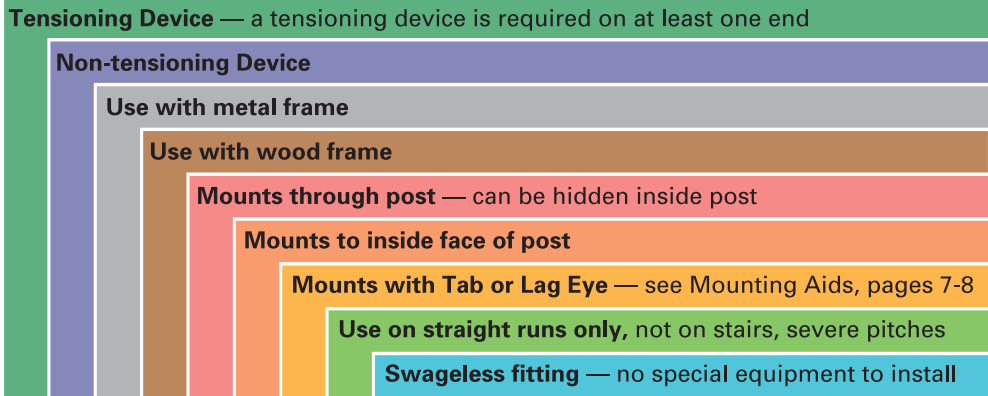 Tensioning Device — a tensioning device is required on at least one end
Non-tensioning Device
Use with metal frame
Use with wood frame
Mounts through post — can be hidden inside post
Mounts to inside face of post
Mounts with Tab or Lag Eye — see Mounting Aids, pages 7-8
Use on straight runs only, not on stairs, severe pitches
Swageless fitting — no special equipment to install